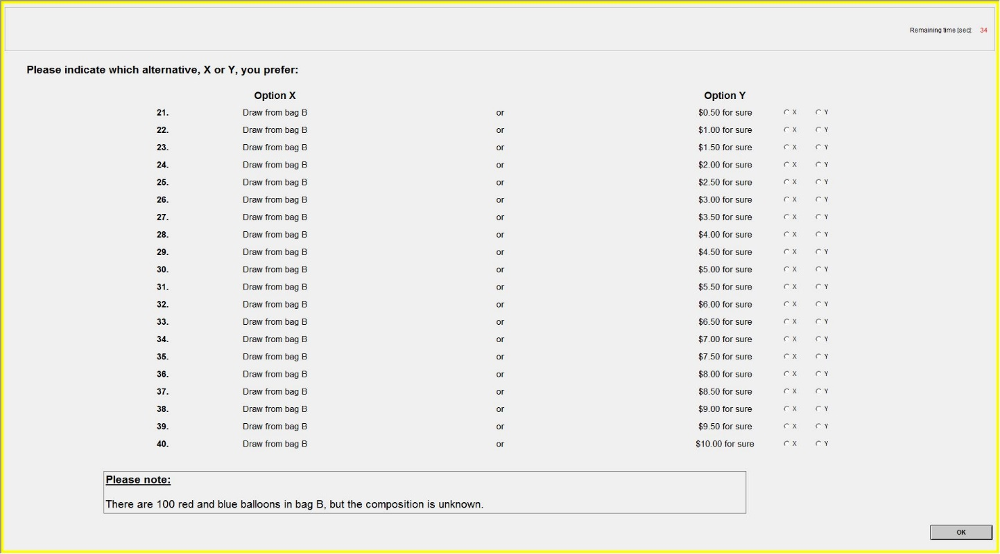 Remaining time [sec]: 34
Please indicate which alternative, X or Y, you prefer:
Option X Option Y
21. Draw from bag B or $0.50 for sure X Y
22. Draw from bag B or $1.00 for sure X Y
23. Draw from bag B or $1.50 for sure X Y
24. Draw from bag B or $2.00 for sure X Y
25. Draw from bag B or $2.50 for sure X Y
26. Draw from bag B or $3.00 for sure X Y
27. Draw from bag B or $3.50 for sure X Y
28. Draw from bag B or $4.00 for sure X Y
29. Draw from bag B or $4.50 for sure X Y
30. Draw from bag B or $5.00 for sure X Y
31. Draw from bag B or $5.50 for sure X Y
32. Draw from bag B or $6.00 for sure X Y
33. Draw from bag B or $6.50 for sure X Y
34. Draw from bag B or $7.00 for sure X Y
35. Draw from bag B or $7.50 for sure X Y
36. Draw from bag B or $8.00 for sure X Y
37. Draw from bag B or $8.50 for sure X Y
38. Draw from bag B or $9.00 for sure X Y
39. Draw from bag B or $9.50 for sure X Y
40. Draw from bag B or $10.00 for sure X Y
Please note:
There are 100 red and blue balloons in bag B, but the composition is unknown.
OK